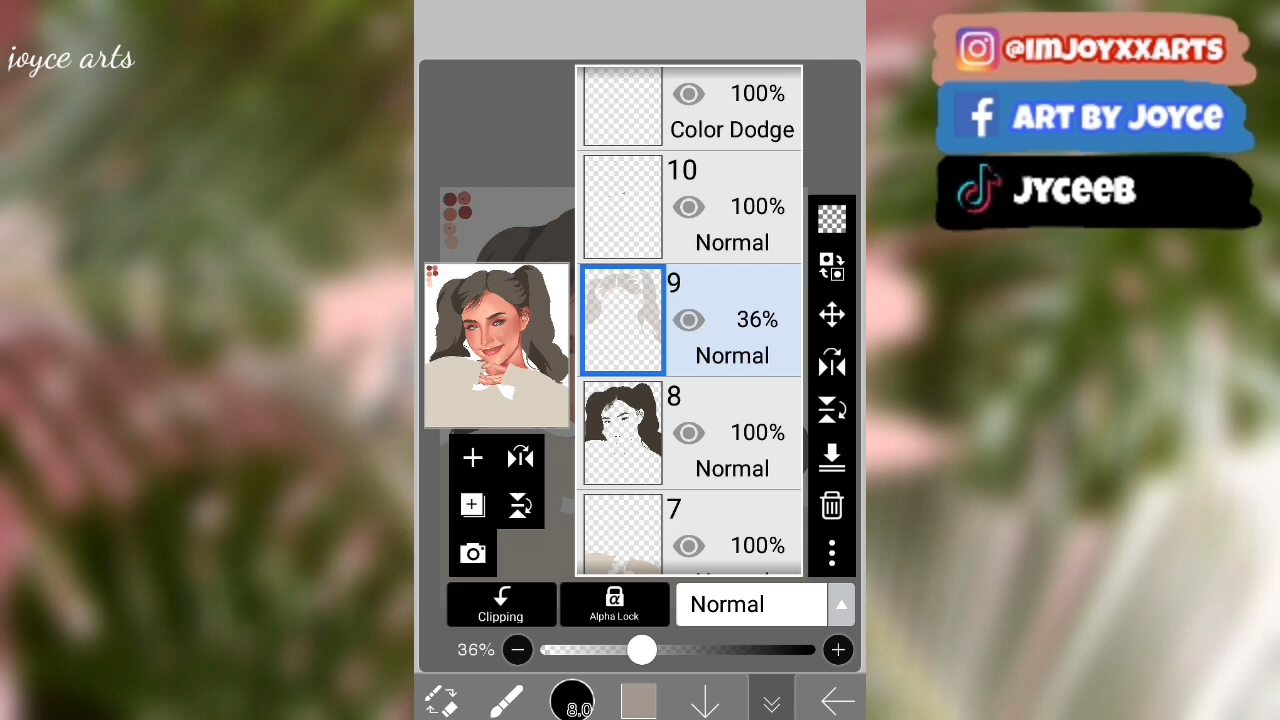 joyce arts
@IMJOYXXARTS
ART BY JOYCE
JYCEEB
100%
Color Dodge
10
100%
Normal
9
36%
Normal
8
100%
Normal
7
100%
Clipping
α
Alpha Lock
Normal
36%
8.0